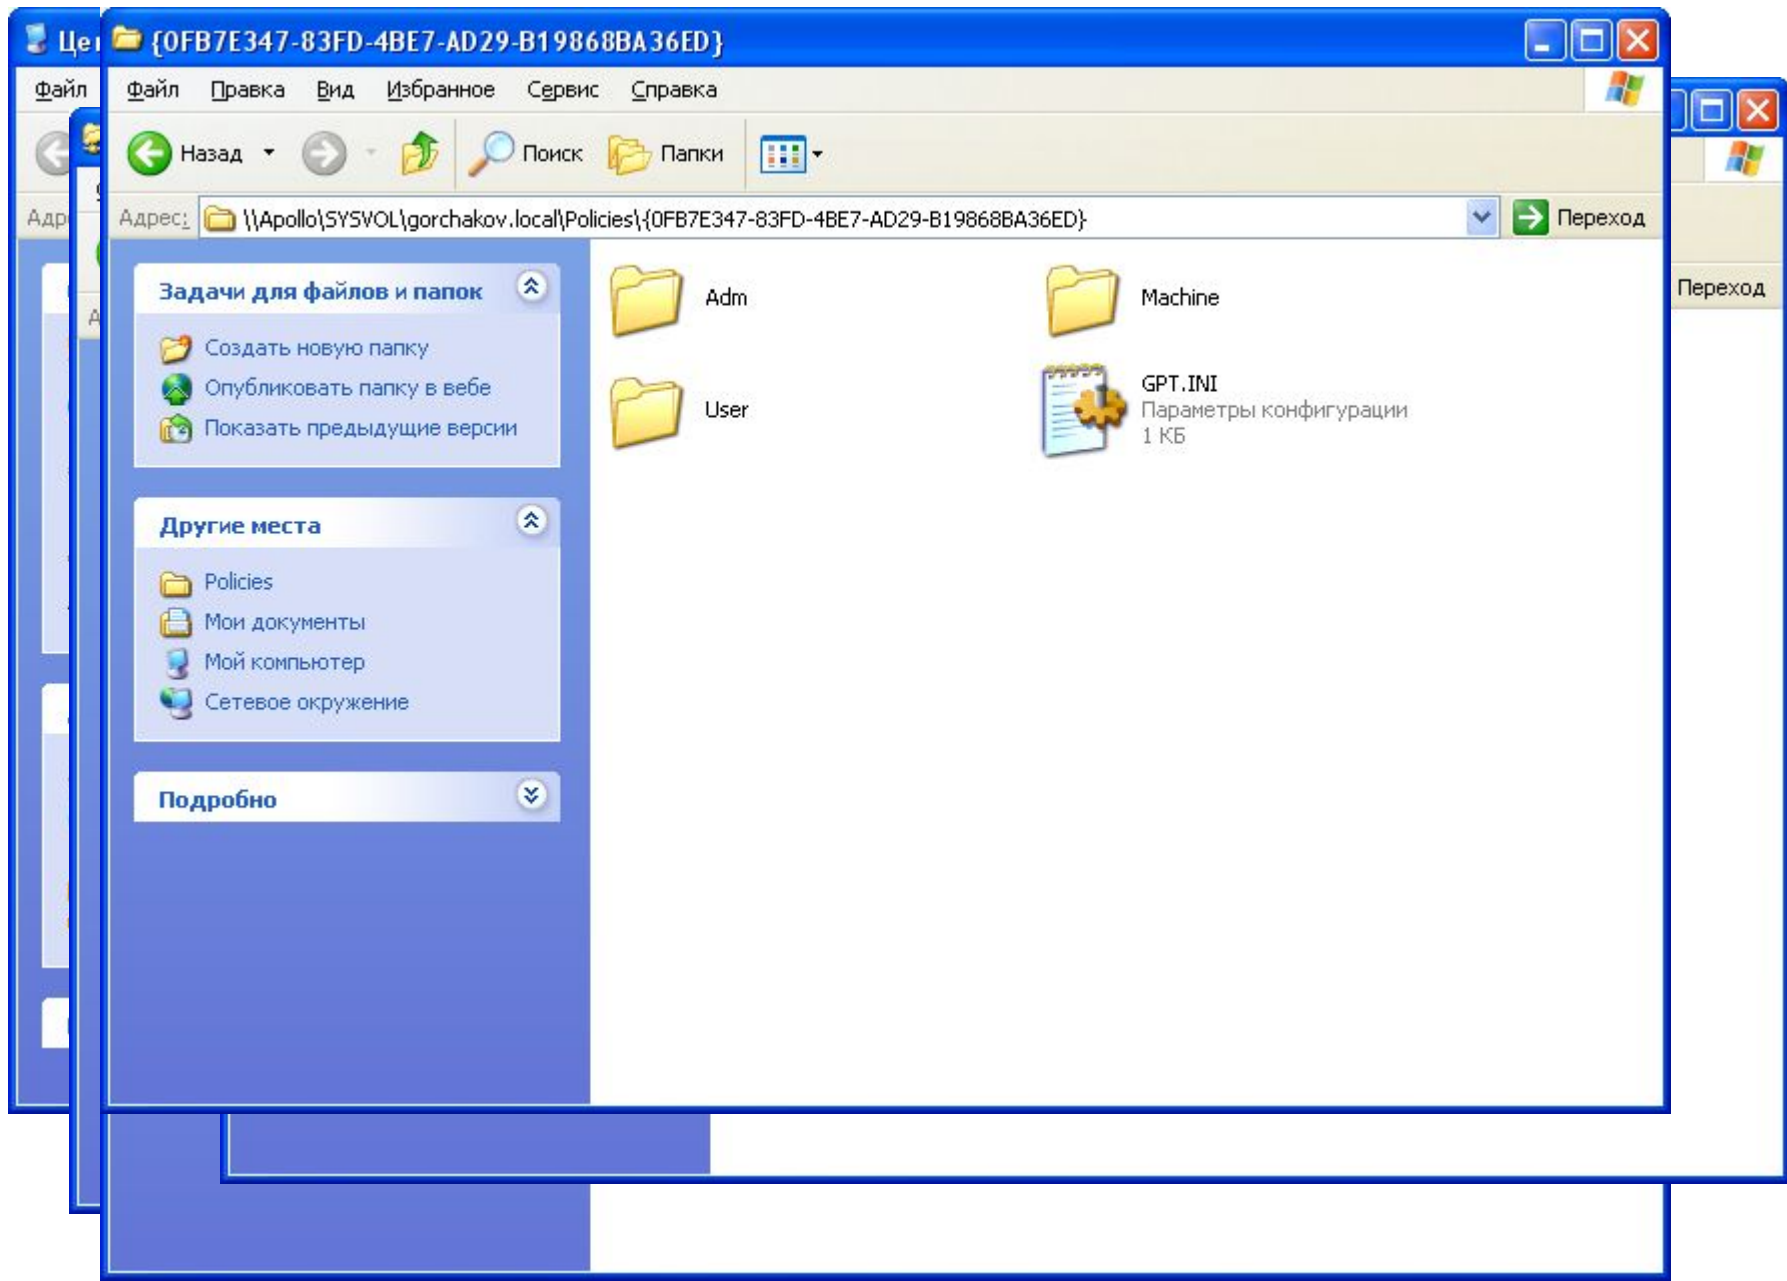 Цен
{0FB7E347-83FD-4BE7-AD29-B19868BA36ED}
Файл
Файл Правка Вид Избранное Сервис Справка
Назад Поиск Папки
Адрес: \\Apollo\SYSVOL\gorchakov.local\Policies\{0FB7E347-83FD-4BE7-AD29-B19868BA36ED} Переход
Переход
Задачи для файлов и папок
Создать новую папку
Опубликовать папку в вебе
Показать предыдущие версии
Другие места
Policies
Мои документы
Мой компьютер
Сетевое окружение
Подробно
Adm
Machine
User
GPT.INI
Параметры конфигурации
1 КБ